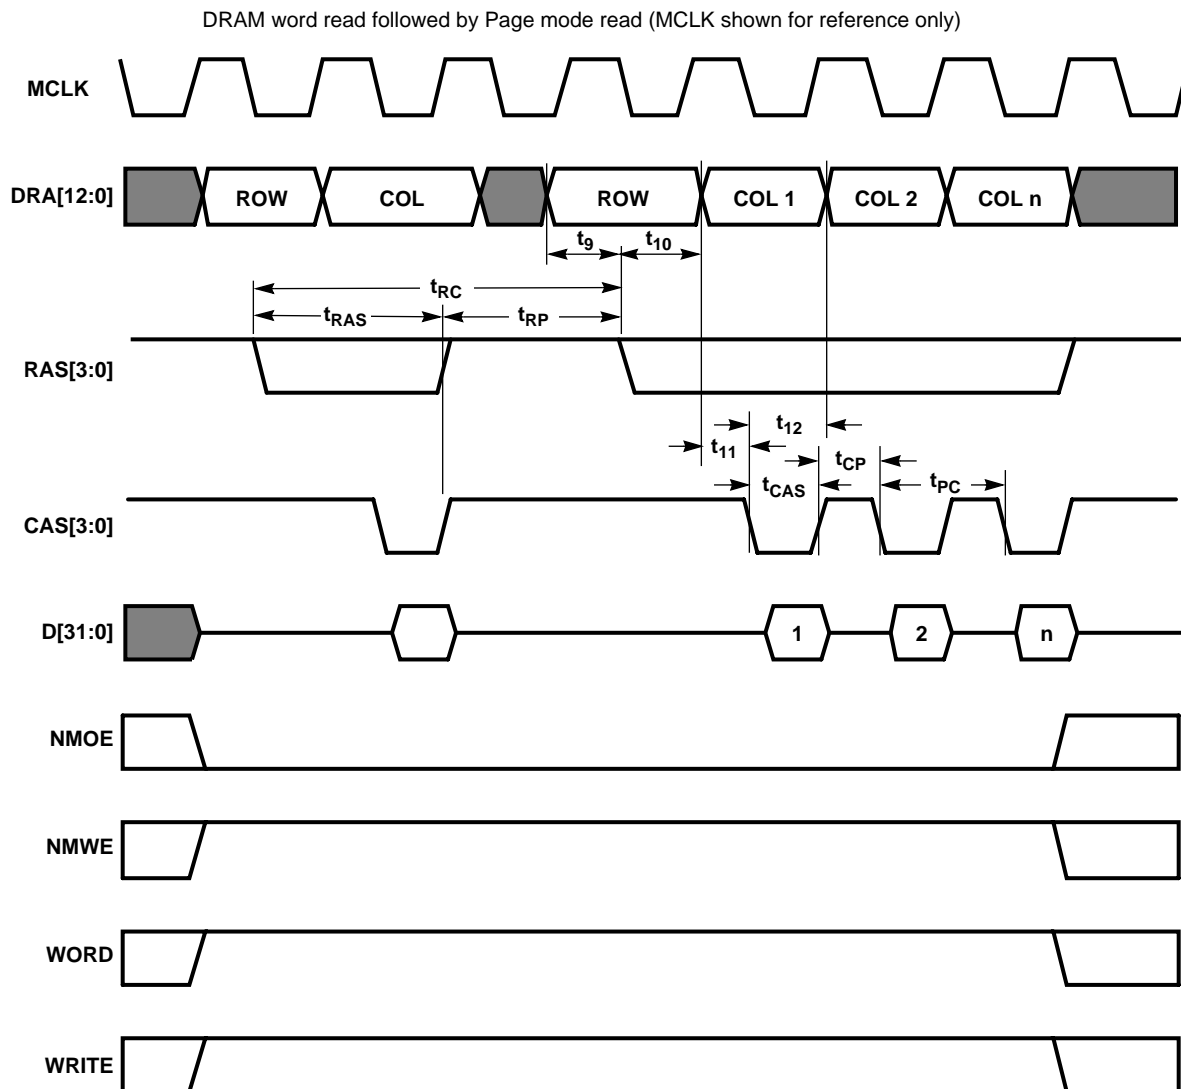 DRAM word read followed by Page mode read (MCLK shown for reference only)
MCLK
DRA[12:0] ROW COL ROW COL 1 COL 2 COL n
t9 t10
tRC
tRAS tRP
RAS[3:0]
t12
t11 tCP
tCAS tPC
CAS[3:0]
D[31:0] 1 2 n
NMOE
NMWE
WORD
WRITE